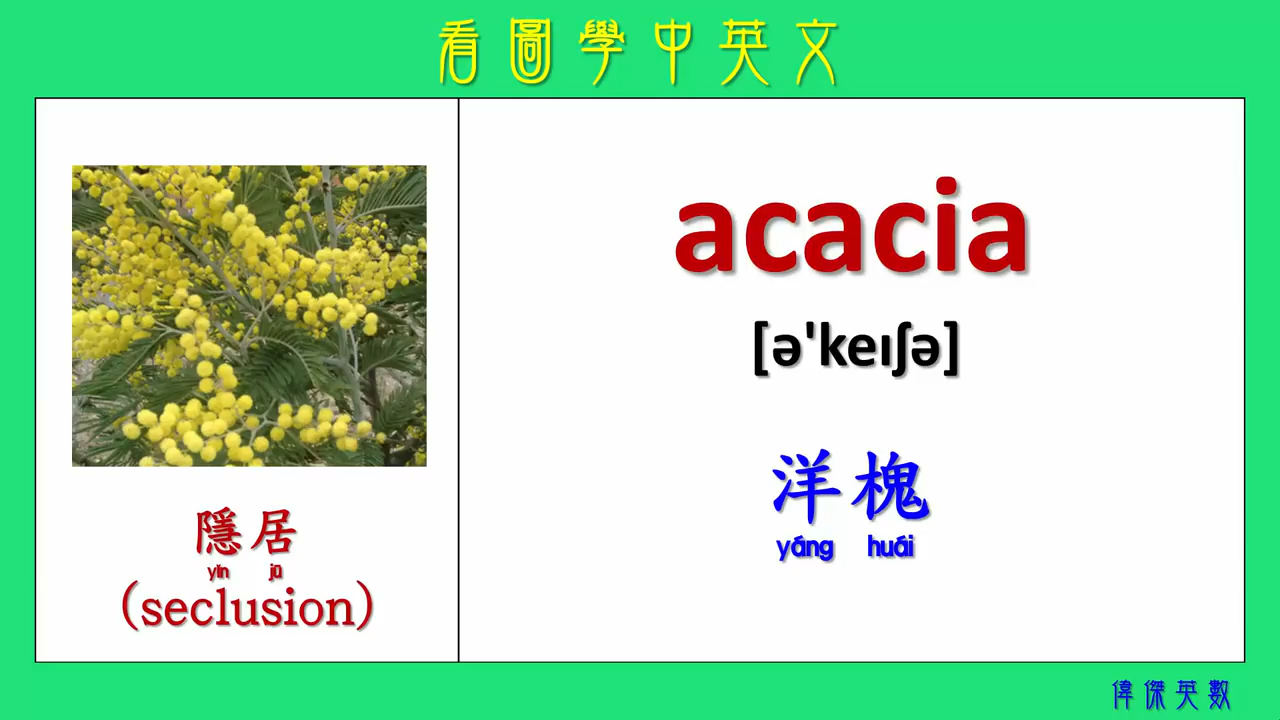 看圖學中英文
acacia
[ə'keɪʃə]
洋槐
yáng huái
隱居
yǐn jū
(seclusion)
偉傑英數